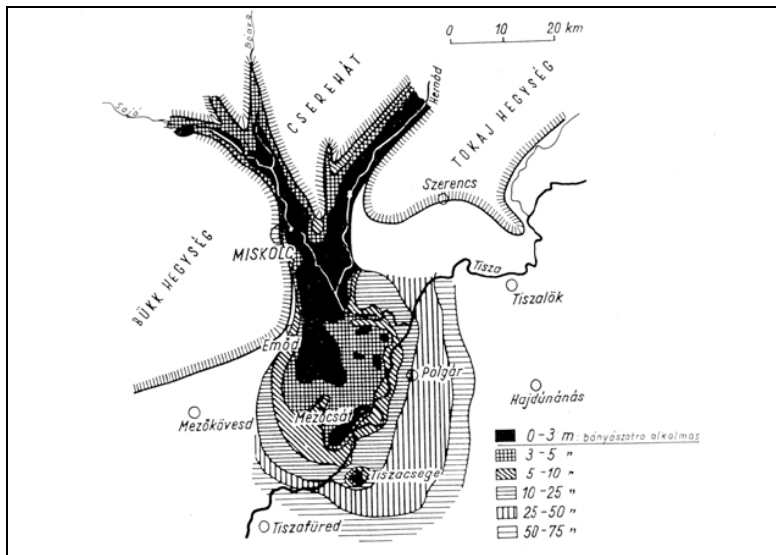 0 10 20 km
Bódva
Sajó
CSEREHÁT
Hernád
TOKAJ HEGYSÉG
Szerencs
MISKOLC
BÜKK HEGYSÉG
Tisza
Tiszalök
Emőd
Polgár
Hajdúnánás
Mezőkövesd
Mezőcsát
Tiszacsege
Tiszafüred
0-3 m : bányászatra alkalmas
3-5 "
5-10 "
10-25 "
25-50 "
50-75 "